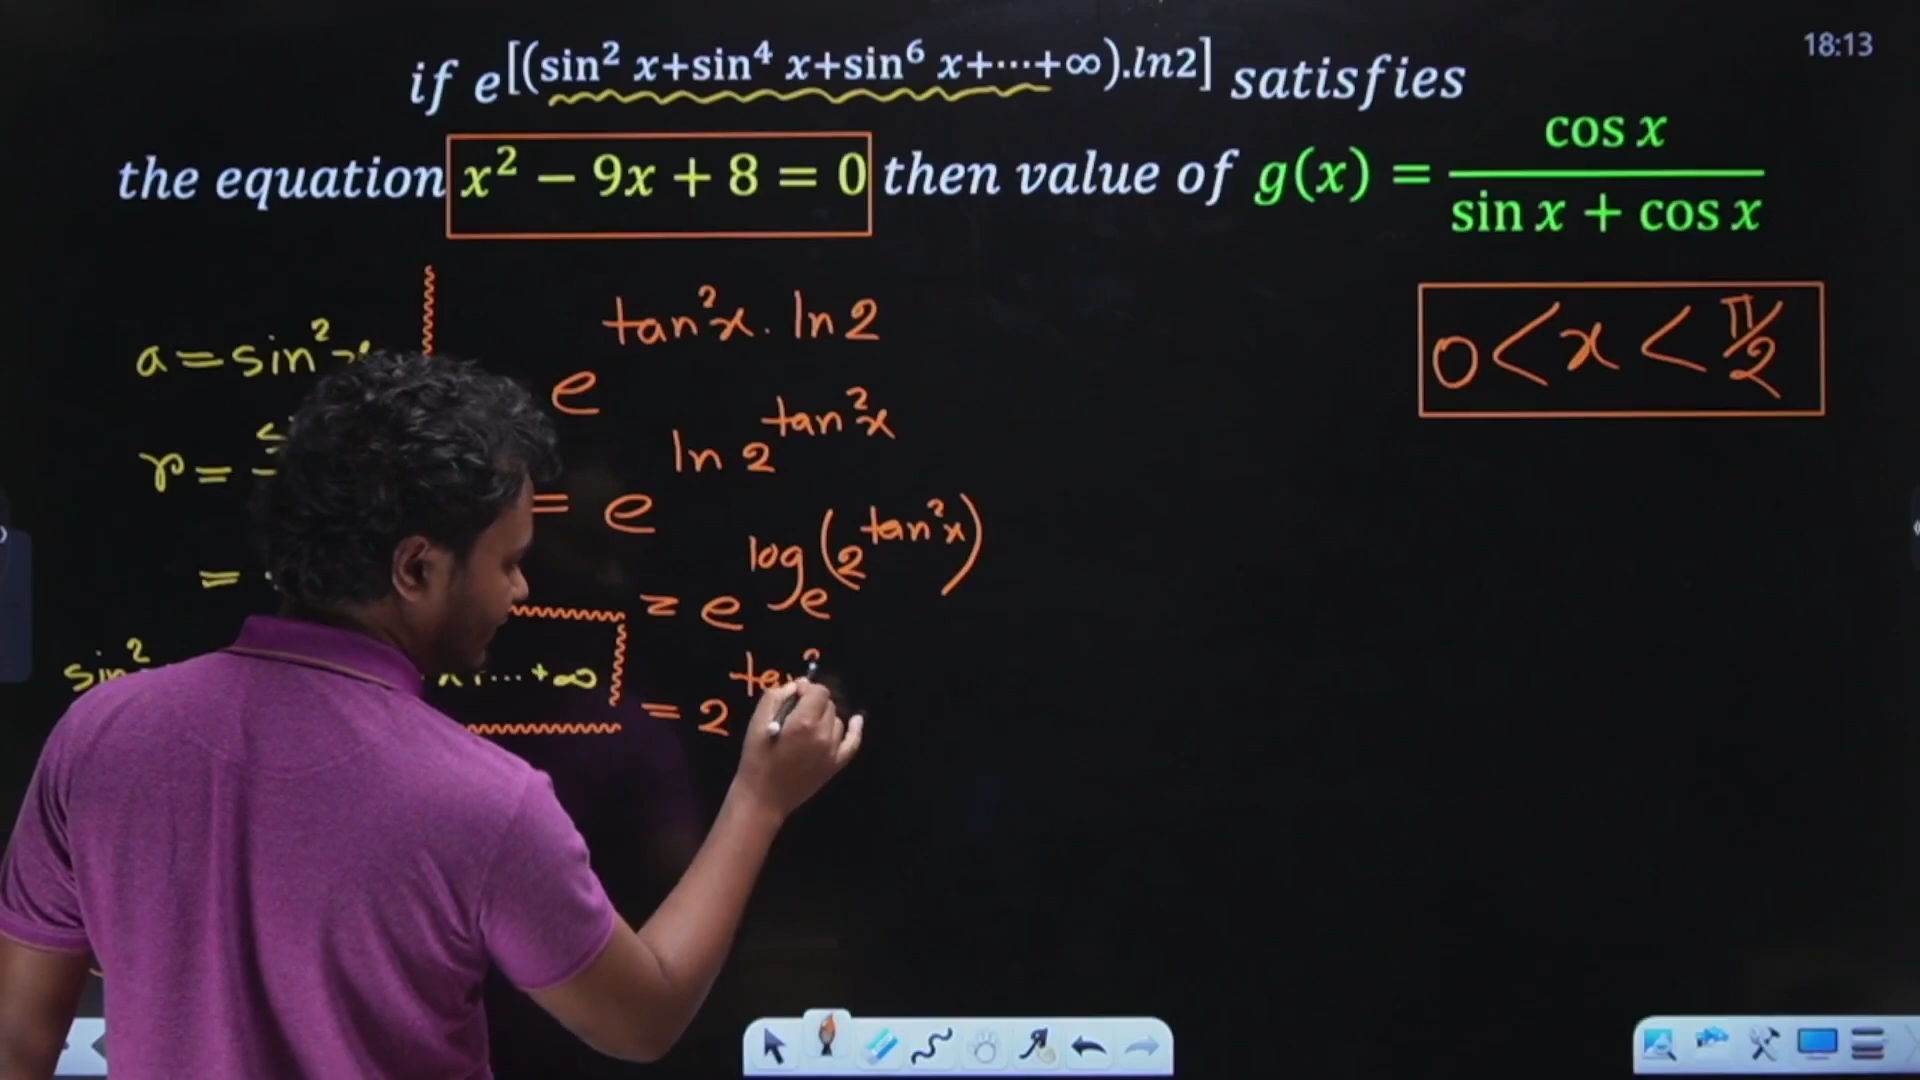 18:13
if e^[(sin² x+sin⁴ x+sin⁶ x+⋯+∞).ln2] satisfies
the equation x² − 9x + 8 = 0 then value of g(x) = cos x / (sin x + cos x)
0 < x < π/2
a = sin²
r =
=
sin² ...+∞
e^(tan²x. ln 2)
= e^(ln 2^(tan²x))
= e^(log_e(2^(tan²x)))
= 2^